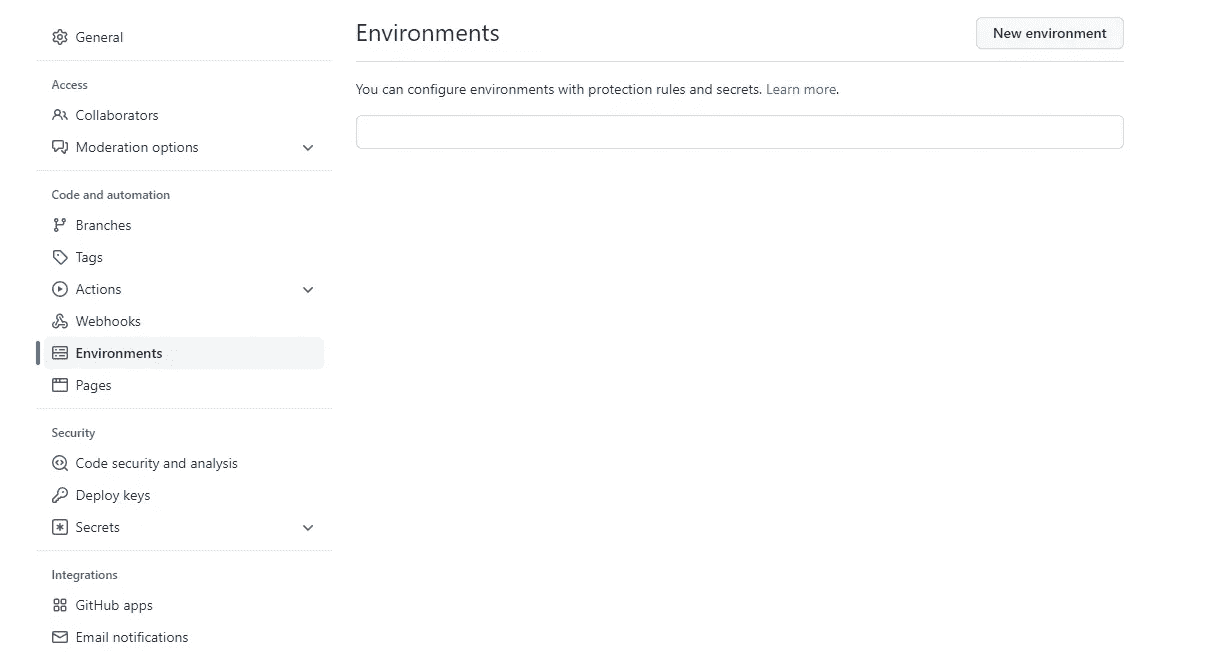 General
Access
Collaborators
Moderation options
Code and automation
Branches
Tags
Actions
Webhooks
Environments
Pages
Security
Code security and analysis
Deploy keys
Secrets
Integrations
GitHub apps
Email notifications
Environments
New environment
You can configure environments with protection rules and secrets. Learn more.